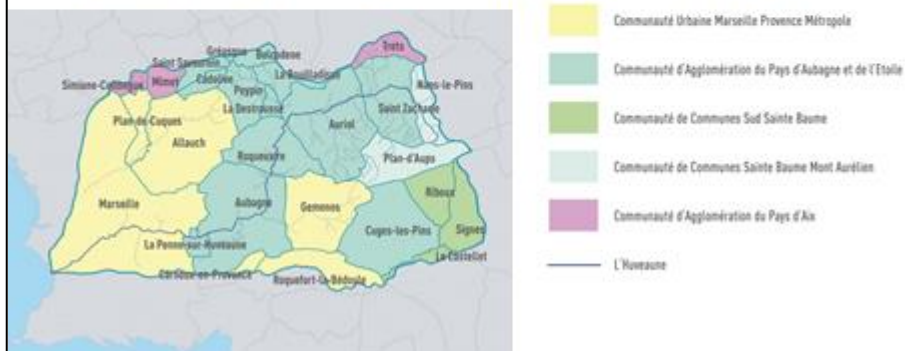 Gréasque
Belcodène
Saint Savournin
Trets
Simiane-Collongue
Mimet
Cadolive
La Bouilladisse
Nans-le-Pins
Peypin
La Destrousse
Saint Zacharie
Plan-de-Cuques
Auriol
Allauch
Roquevaire
Plan-d'Aups
Riboux
Marseille
Aubagne
Gemenos
Signes
Cuges-les-Pins
La Penne-sur-Huveaune
Le Castellet
Carnoux-en-Provence
Roquefort-la-Bédoule
Communauté Urbaine Marseille Provence Métropole
Communauté d'Agglomération du Pays d'Aubagne et de l'Etoile
Communauté de Communes Sud Sainte Baume
Communauté de Communes Sainte Baume Mont Aurélien
Communauté d'Agglomération du Pays d'Aix
L'Huveaune